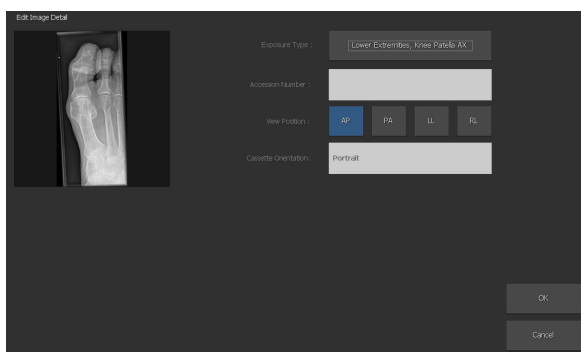 Edit Image Detail
Exposure Type :
Lower Extremities, Knee Patella AX
Accession Number :
View Position :
AP
PA
LL
RL
Cassette Orientation:
Portrait
OK
Cancel